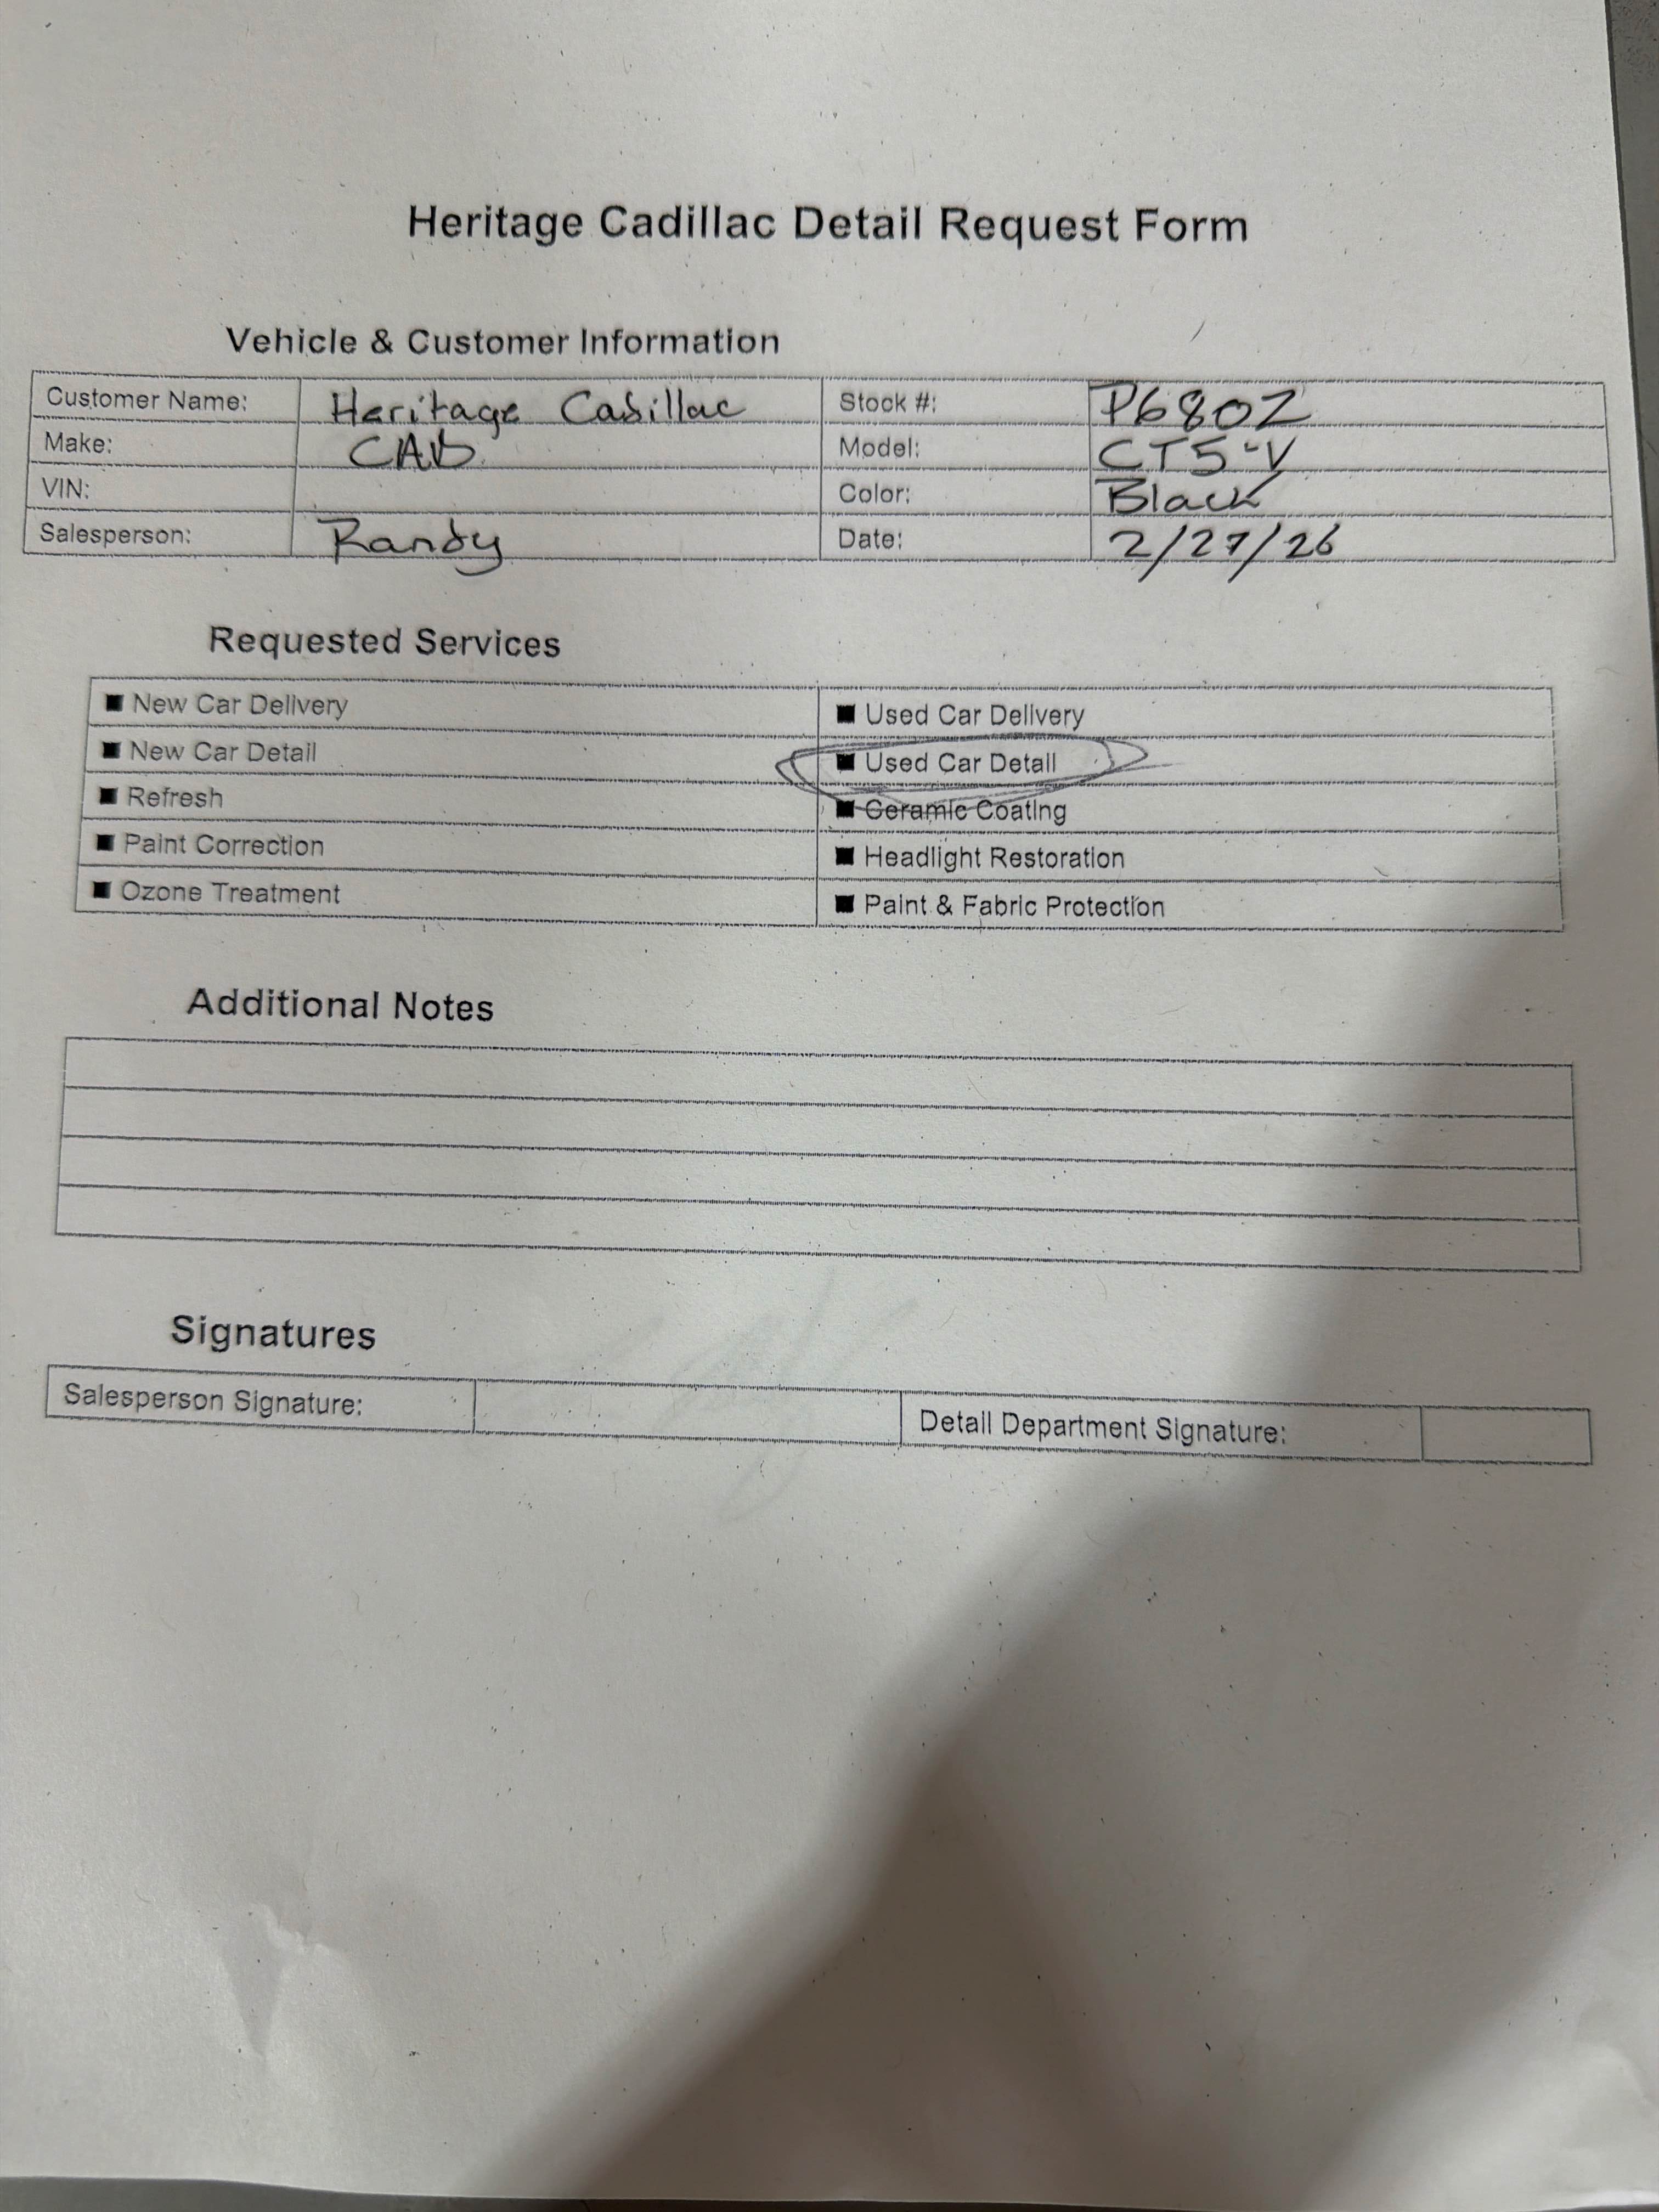 Heritage Cadillac Detail Request Form
Vehicle & Customer Information
Customer Name: Heritage Cadillac Stock #: P6802
Make: CAD Model: CT5-V
VIN: Color: Black
Salesperson: Randy Date: 2/27/26
Requested Services
■ New Car Delivery ■ Used Car Delivery
■ New Car Detail ■ Used Car Detail
■ Refresh ■ Ceramic Coating
■ Paint Correction ■ Headlight Restoration
■ Ozone Treatment ■ Paint & Fabric Protection
Additional Notes
Signatures
Salesperson Signature: Detail Department Signature: